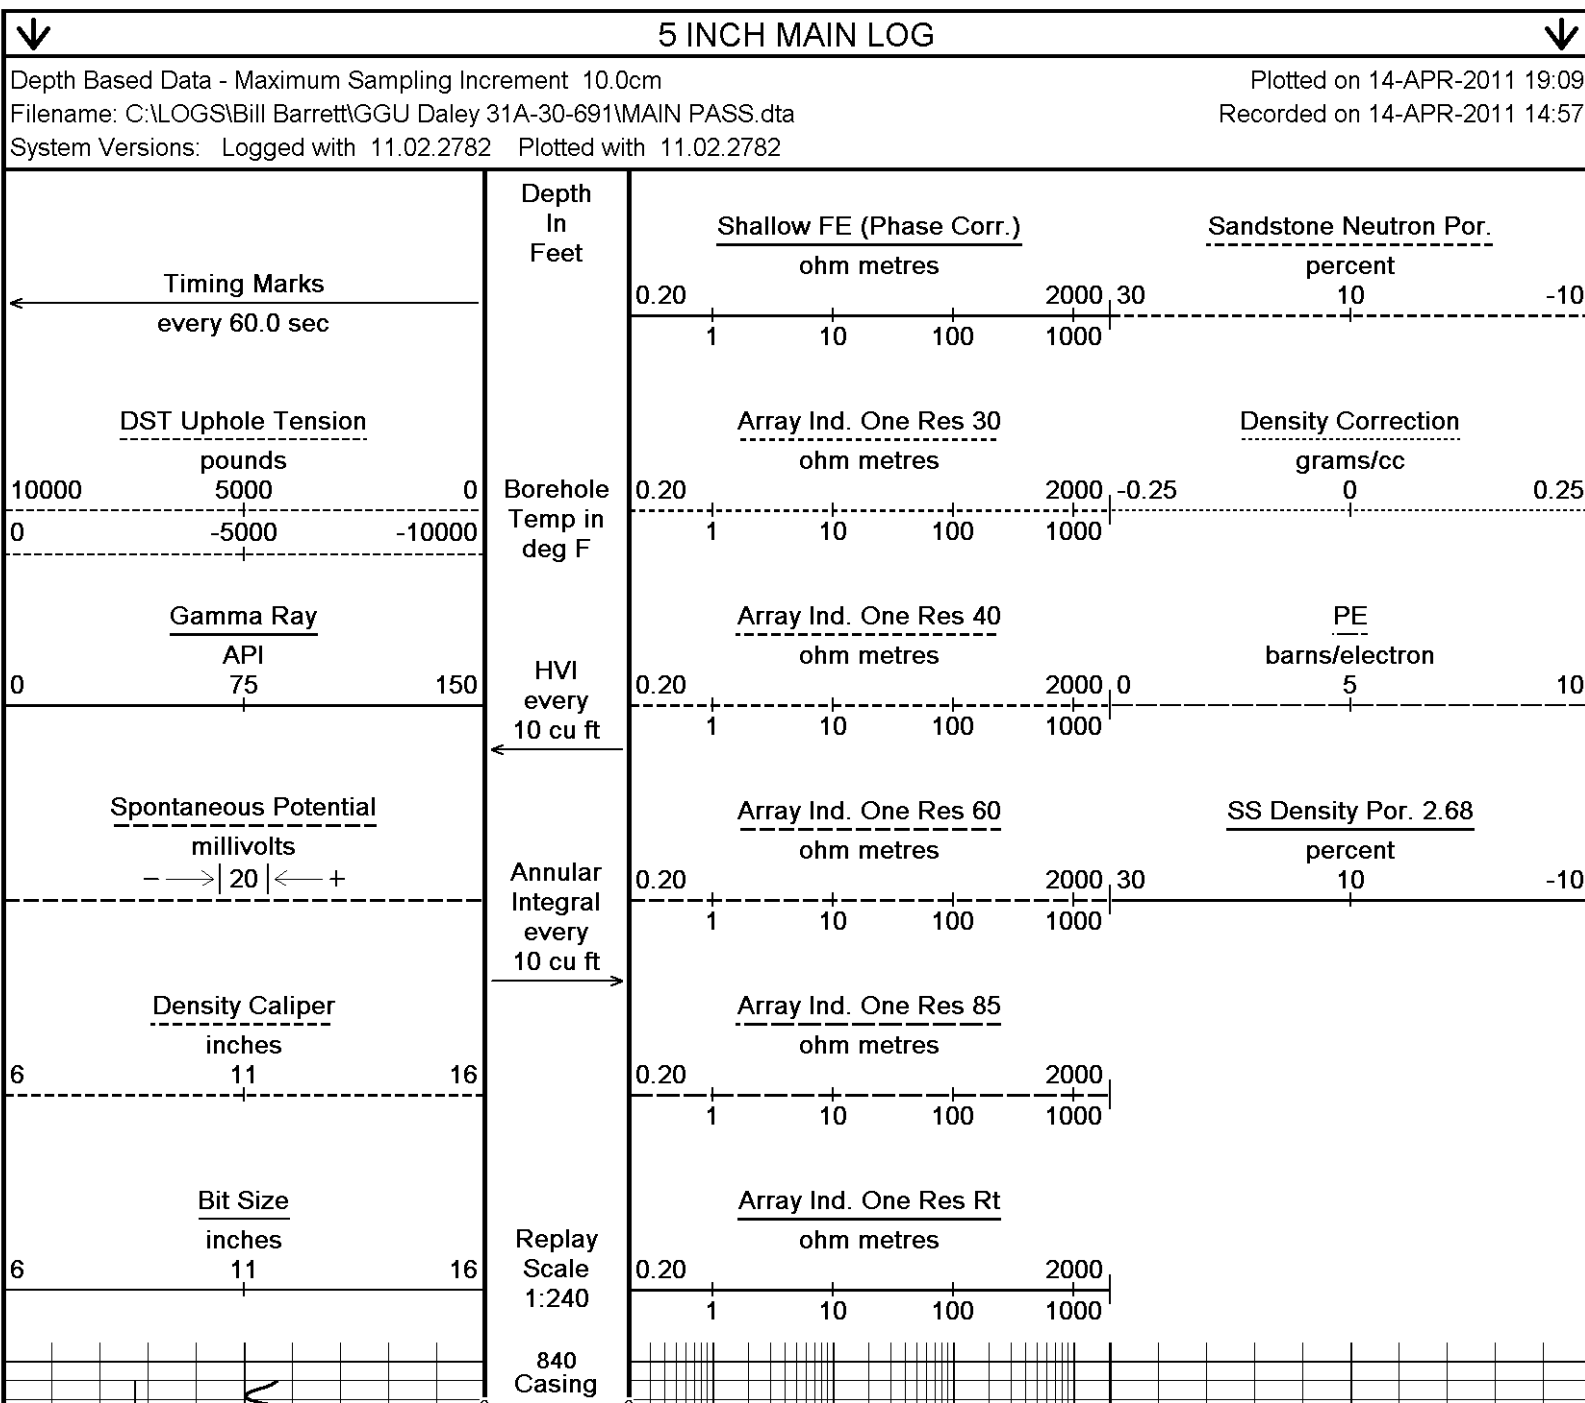 5 INCH MAIN LOG
Depth Based Data - Maximum Sampling Increment 10.0cm
Plotted on 14-APR-2011 19:09
Filename: C:\LOGS\Bill Barrett\GGU Daley 31A-30-691\MAIN PASS.dta
Recorded on 14-APR-2011 14:57
System Versions: Logged with 11.02.2782 Plotted with 11.02.2782
Timing Marks
every 60.0 sec
DST Uphole Tension
pounds
10000 5000 0
0 -5000 -10000
Gamma Ray
API
0 75 150
Spontaneous Potential
millivolts
− 20 +
Density Caliper
inches
6 11 16
Bit Size
inches
6 11 16
Depth
In
Feet
Borehole
Temp in
deg F
HVI
every
10 cu ft
Annular
Integral
every
10 cu ft
Replay
Scale
1:240
840
Casing
Shallow FE (Phase Corr.)
ohm metres
0.20 2000
1 10 100 1000
Array Ind. One Res 30
ohm metres
0.20 2000
1 10 100 1000
Array Ind. One Res 40
ohm metres
0.20 2000
1 10 100 1000
Array Ind. One Res 60
ohm metres
0.20 2000
1 10 100 1000
Array Ind. One Res 85
ohm metres
0.20 2000
1 10 100 1000
Array Ind. One Res Rt
ohm metres
0.20 2000
1 10 100 1000
Sandstone Neutron Por.
percent
30 10 -10
Density Correction
grams/cc
-0.25 0 0.25
PE
barns/electron
0 5 10
SS Density Por. 2.68
percent
30 10 -10